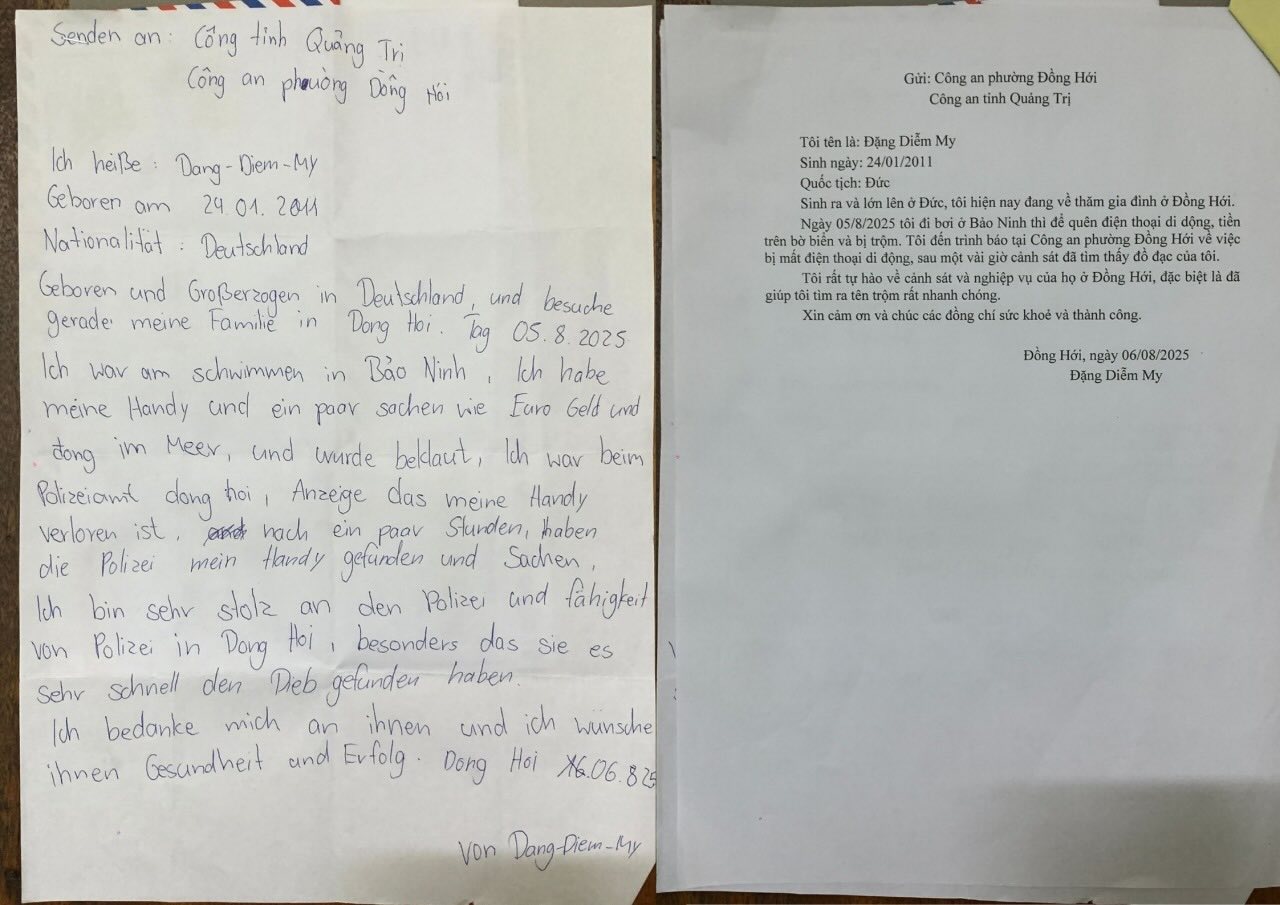 Senden an: Công tỉnh Quảng Trị
Công an phường Dồng Hói
Ich heiße: Dang-Diem-My
Geboren am 24.01.2011
Nationalität: Deutschland
Geboren und Großerzogen in Deutschland, und besuche
gerade meine Familie in Dong Hoi. Tag 05.8.2025
Ich war am schwimmen in Bảo Ninh, Ich habe
meine Handy und ein paar sachen wie Euro Geld und
đong im Meer, und wurde beklaut, Ich war beim
Polizeiamt dong hoi, Anzeige das meine Handy
verloren ist, nach ein paar Stunden, haben
die Polizei mein Handy gefunden und Sachen,
Ich bin sehr stolz an den Polizei und fähigkeit
von Polizei in Dong Hoi, besonders das sie es
sehr schnell den Dieb gefunden haben.
Ich bedanke mich an ihnen und ich wünsche
ihnen Gesundheit und Erfolg. Dong Hoi 06.8 25
von Dang-Diem-My
Gửi: Công an phường Đồng Hới
Công an tỉnh Quảng Trị
Tôi tên là: Đặng Diễm My
Sinh ngày: 24/01/2011
Quốc tịch: Đức
Sinh ra và lớn lên ở Đức, tôi hiện nay đang về thăm gia đình ở Đồng Hới.
Ngày 05/8/2025 tôi đi bơi ở Bảo Ninh thì để quên điện thoại di dộng, tiền
trên bờ biển và bị trộm. Tôi đến trình báo tại Công an phường Đồng Hới về việc
bị mất điện thoại di động, sau một vài giờ cảnh sát đã tìm thấy đồ đạc của tôi.
Tôi rất tự hào về cảnh sát và nghiệp vụ của họ ở Đồng Hới, đặc biệt là đã
giúp tôi tìm ra tên trộm rất nhanh chóng.
Xin cảm ơn và chúc các đồng chí sức khoẻ và thành công.
Đồng Hới, ngày 06/08/2025
Đặng Diễm My